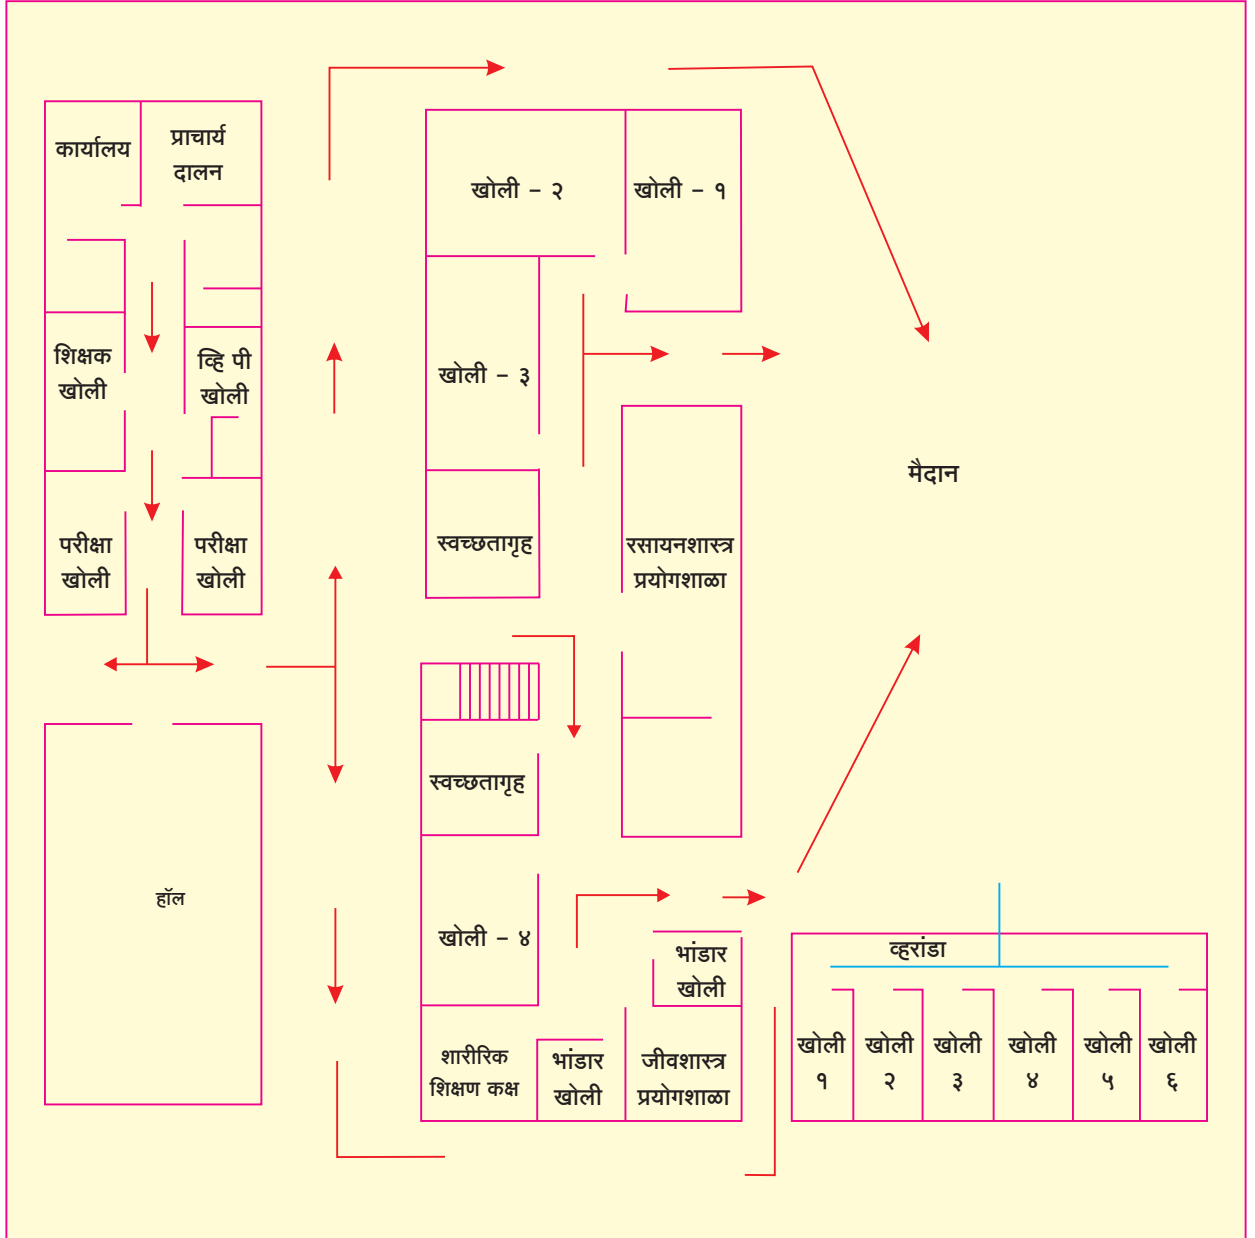 कार्यालय
प्राचार्य
दालन
शिक्षक
खोली
व्हि पी
खोली
परीक्षा
खोली
परीक्षा
खोली
हॉल
खोली – २
खोली – १
खोली – ३
स्वच्छतागृह
रसायनशास्त्र
प्रयोगशाळा
स्वच्छतागृह
खोली – ४
भांडार
खोली
शारीरिक
शिक्षण कक्ष
भांडार
खोली
जीवशास्त्र
प्रयोगशाळा
मैदान
व्हरांडा
खोली
१
खोली
२
खोली
३
खोली
४
खोली
५
खोली
६